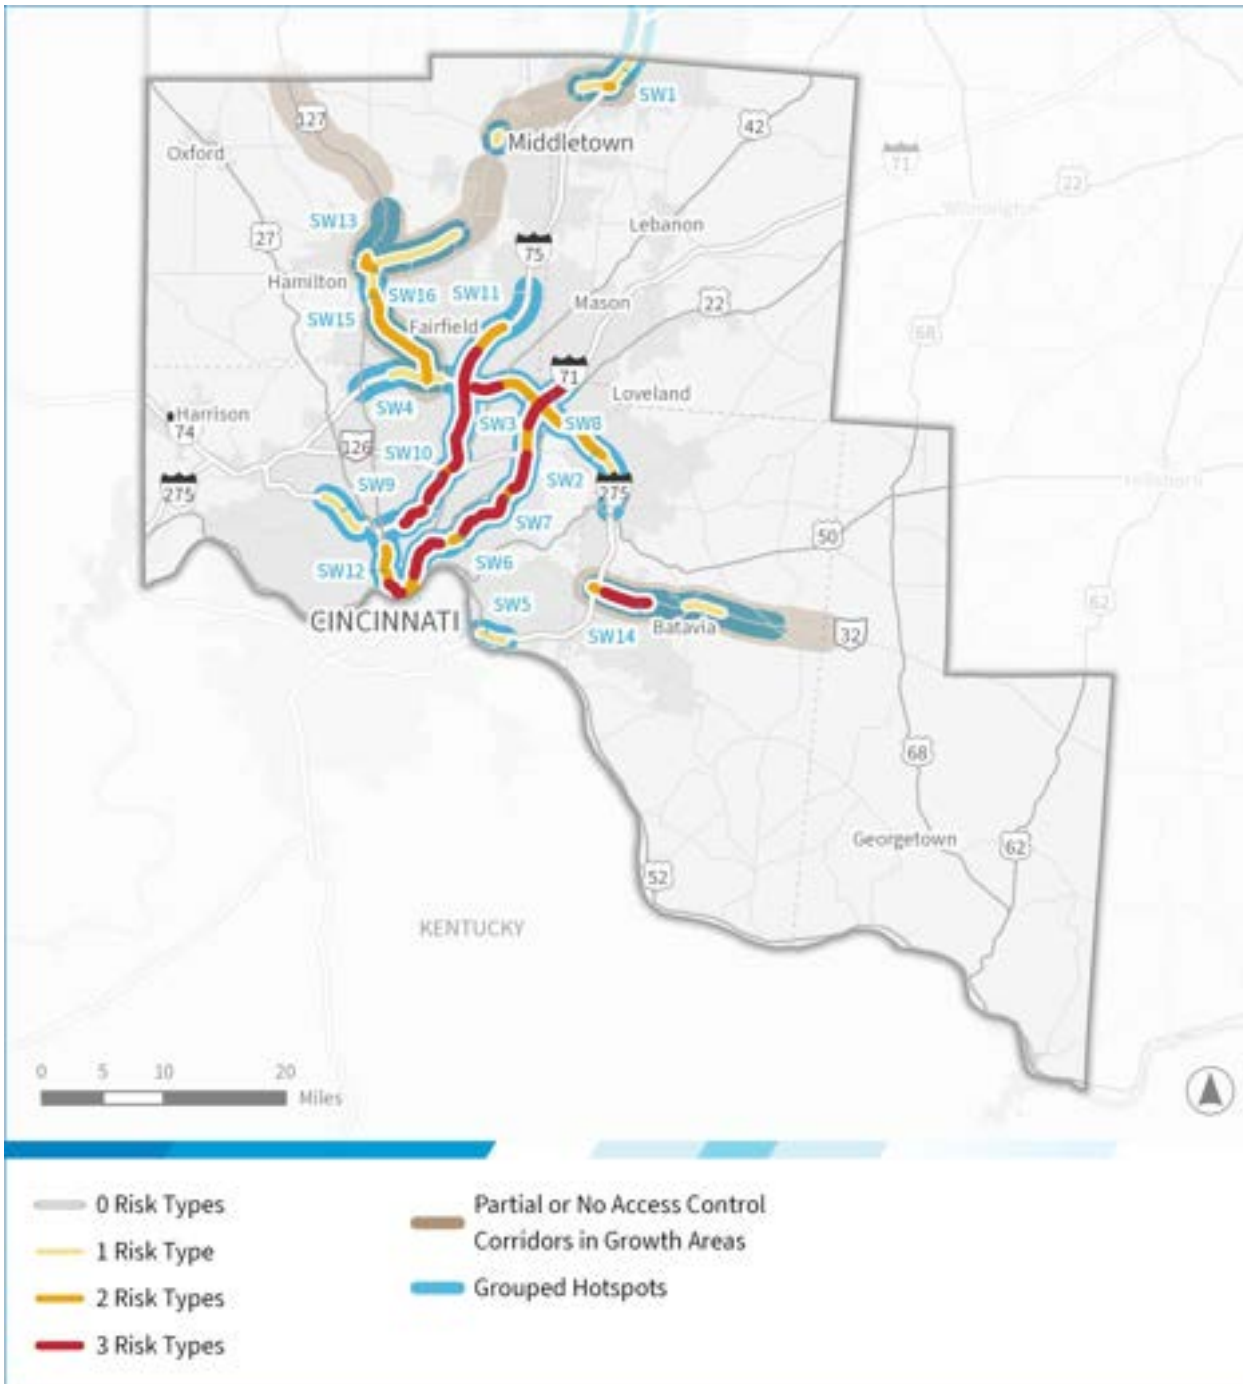 SW1
127
Middletown
42
Oxford
71
22
SW13
Lebanon
27
75
Hamilton
SW16
SW11
Mason
22
SW15
Fairfield
68
71
Loveland
SW4
Harrison
74
SW3
SW8
126
SW10
275
SW9
SW2
275
SW7
50
SW12
SW6
62
CINCINNATI
SW5
SW14
Batavia
32
68
Georgetown
62
52
KENTUCKY
0 5 10 20
Miles
0 Risk Types
1 Risk Type
2 Risk Types
3 Risk Types
Partial or No Access Control
Corridors in Growth Areas
Grouped Hotspots